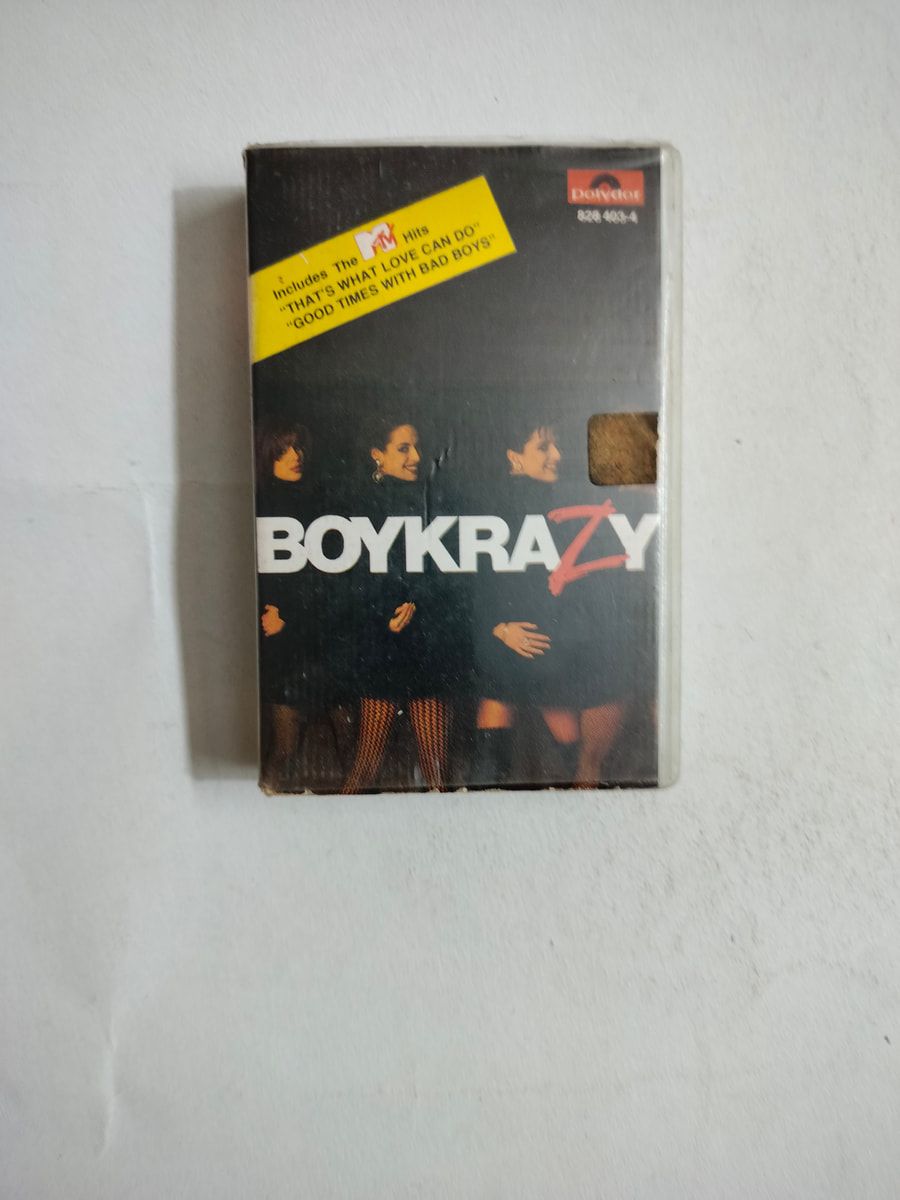 polydor
828 403-4
Includes The MTV Hits
"THAT'S WHAT LOVE CAN DO"
"GOOD TIMES WITH BAD BOYS"
BOYKRAZY